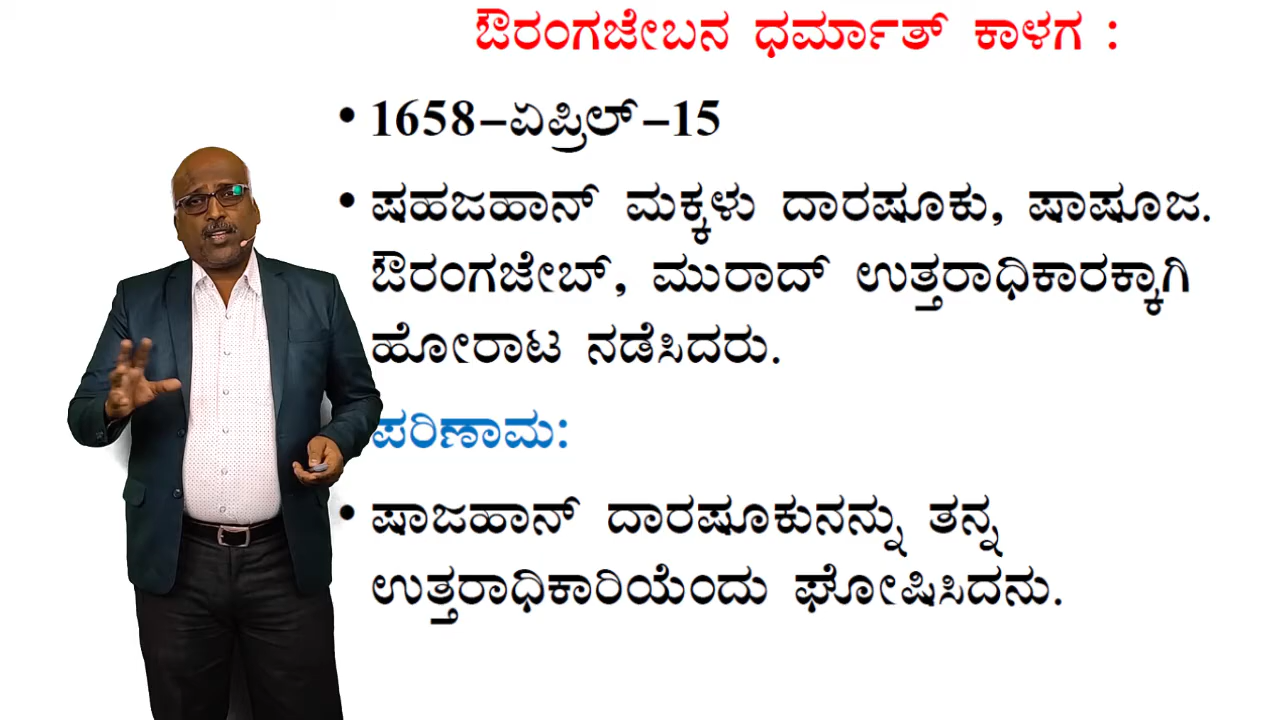 ಔರಂಗಜೇಬನ ಧರ್ಮಾತ್ ಕಾಳಗ :
• 1658-ಏಪ್ರಿಲ್-15
• ಷಹಜಹಾನ್ ಮಕ್ಕಳು ದಾರಷೂಕು, ಷಾಷೂಜ.
ಔರಂಗಜೇಬ್, ಮುರಾದ್ ಉತ್ತರಾಧಿಕಾರಕ್ಕಾಗಿ
ಹೋರಾಟ ನಡೆಸಿದರು.
ಪರಿಣಾಮ:
• ಷಾಜಹಾನ್ ದಾರಷೂಕುನನ್ನು ತನ್ನ
ಉತ್ತರಾಧಿಕಾರಿಯೆಂದು ಘೋಷಿಸಿದನು.